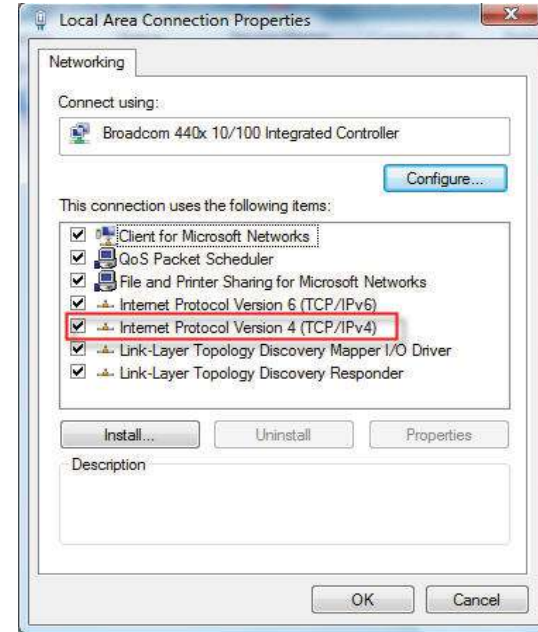 Local Area Connection Properties
Networking
Connect using:
Broadcom 440x 10/100 Integrated Controller
Configure...
This connection uses the following items:
Client for Microsoft Networks
QoS Packet Scheduler
File and Printer Sharing for Microsoft Networks
Internet Protocol Version 6 (TCP/IPv6)
Internet Protocol Version 4 (TCP/IPv4)
Link-Layer Topology Discovery Mapper I/O Driver
Link-Layer Topology Discovery Responder
Install... Uninstall Properties
Description
OK Cancel